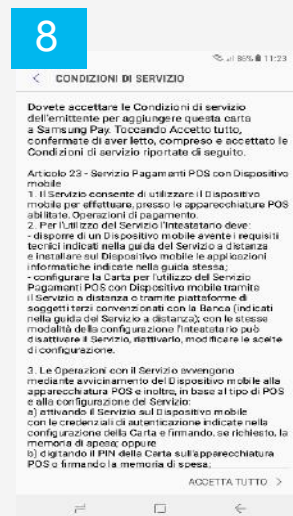 8
86% 11:23
< CONDIZIONI DI SERVIZIO
Dovete accettare le Condizioni di servizio
dell'emittente per aggiungere questa carta
a Samsung Pay. Toccando Accetto tutto,
confermate di aver letto, compreso e accettato le
Condizioni di servizio riportate di seguito.
Articolo 23 - Servizio Pagamenti POS con Dispositivo
mobile
1. Il Servizio consente di utilizzare il Dispositivo
mobile per effettuare, presso le apparecchiature POS
abilitate, Operazioni di pagamento.
2. Per l'utilizzo del Servizio l'Intestatario deve:
- disporre di un Dispositivo mobile avente i requisiti
tecnici indicati nella guida del Servizio a distanza
e installare sul Dispositivo mobile le applicazioni
informatiche indicate nella guida stessa;
- configurare la Carta per l'utilizzo del Servizio
Pagamenti POS con Dispositivo mobile tramite
il Servizio a distanza o tramite piattaforme di
soggetti terzi convenzionati con la Banca (indicati
nella guida del Servizio a distanza); con le stesse
modalità della configurazione l'Intestatario può
disattivare il Servizio, riattivarlo, modificare le scelte
di configurazione.
3. Le Operazioni con il Servizio avvengono
mediante avvicinamento del Dispositivo mobile alla
apparecchiatura POS e inoltre, in base al tipo di POS
e alla configurazione del Servizio:
a) attivando il Servizio sul Dispositivo mobile
con le credenziali di autenticazione indicate nella
configurazione della Carta e firmando, se richiesto, la
memoria di spesa; oppure
b) digitando il PIN della Carta sull'apparecchiatura
POS o firmando la memoria di spesa;
ACCETTA TUTTO >